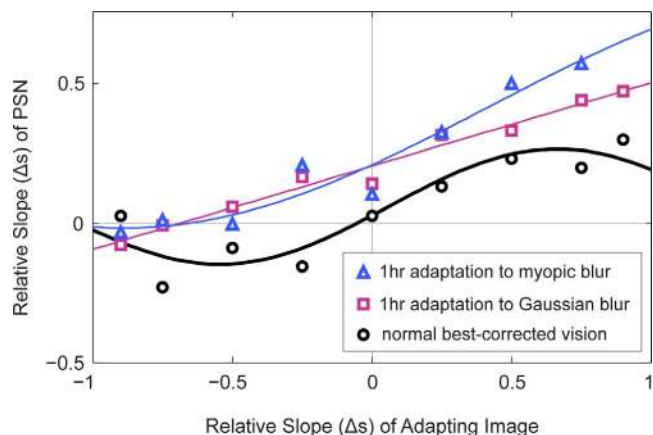 Relative Slope (Δs) of PSN
0.5
0
−0.5
1hr adaptation to myopic blur
1hr adaptation to Gaussian blur
normal best-corrected vision
−1
−0.5
0
0.5
1
Relative Slope (Δs) of Adapting Image